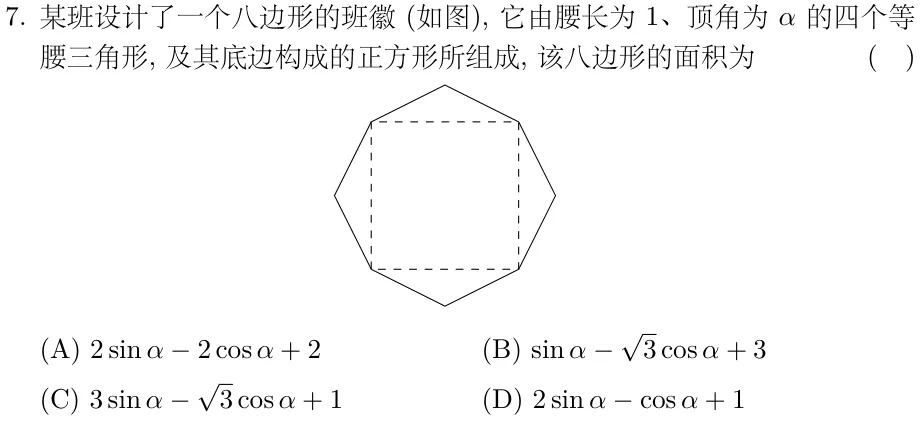 7. 某班设计了一个八边形的班徽 (如图), 它由腰长为 1、顶角为 α 的四个等
腰三角形, 及其底边构成的正方形所组成, 该八边形的面积为 ( )
(A) 2 sin α − 2 cos α + 2 (B) sin α − √3 cos α + 3
(C) 3 sin α − √3 cos α + 1 (D) 2 sin α − cos α + 1